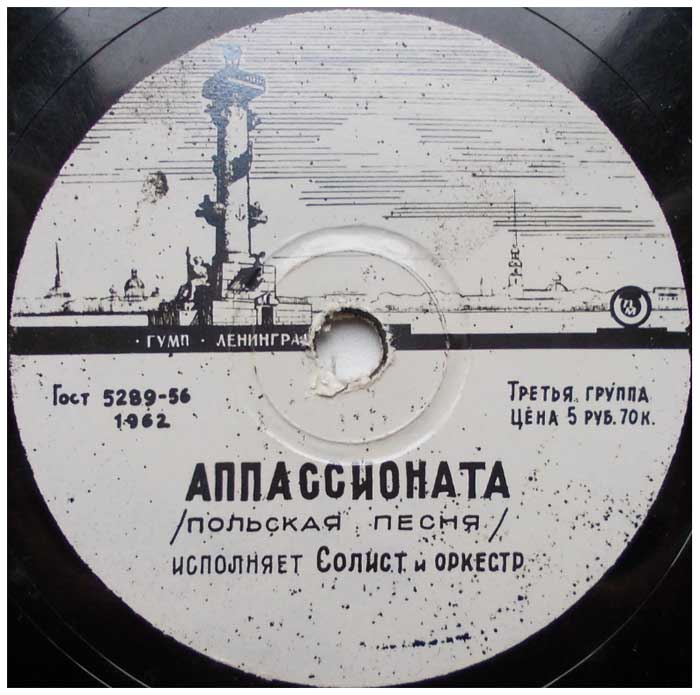 · ГУМП · ЛЕНИНГРА
ГОСТ 5289-56
1962
ТРЕТЬЯ ГРУППА
ЦЕНА 5 РУБ. 70 К.
АППАССИОНАТА
/ПОЛЬСКАЯ ПЕСНЯ/
ИСПОЛНЯЕТ СОЛИСТ и ОРКЕСТР